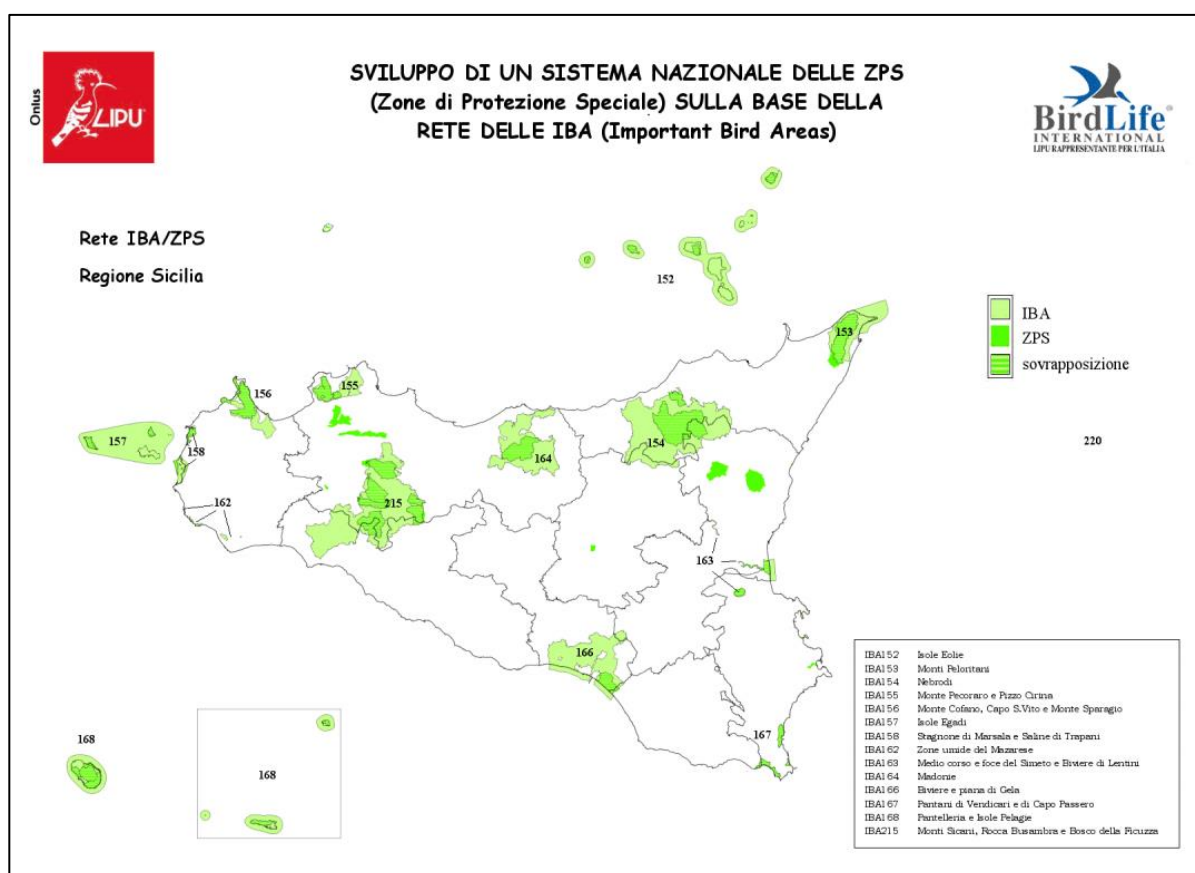 Onlus
LIPU
SVILUPPO DI UN SISTEMA NAZIONALE DELLE ZPS
(Zone di Protezione Speciale) SULLA BASE DELLA
RETE DELLE IBA (Important Bird Areas)
BirdLife
INTERNATIONAL
LIPU RAPPRESENTANTE PER L'ITALIA
Rete IBA/ZPS
Regione Sicilia
152
IBA
ZPS
sovrapposizione
153
155
156
157
158
154
164
220
215
162
163
166
167
168
168
IBA152 Isole Eolie
IBA153 Monti Peloritani
IBA154 Nebrodi
IBA155 Monte Pecoraro e Pizzo Cirina
IBA156 Monte Cofano, Capo S.Vito e Monte Sparagio
IBA157 Isole Egadi
IBA158 Stagnone di Marsala e Saline di Trapani
IBA162 Zone umide del Mazarese
IBA163 Medio corso e foce del Simeto e Biviere di Lentini
IBA164 Madonie
IBA166 Biviere e piana di Gela
IBA167 Pantani di Vendicari e di Capo Passero
IBA168 Pantelleria e Isole Pelagie
IBA215 Monti Sicani, Rocca Busambra e Bosco della Ficuzza